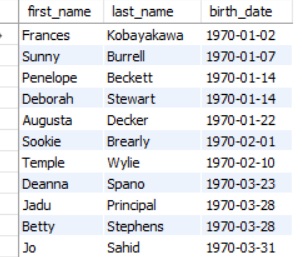 first_name last_name birth_date
Frances Kobayakawa 1970-01-02
Sunny Burrell 1970-01-07
Penelope Beckett 1970-01-14
Deborah Stewart 1970-01-14
Augusta Decker 1970-01-22
Sookie Brearly 1970-02-01
Temple Wylie 1970-02-10
Deanna Spano 1970-03-23
Jadu Principal 1970-03-28
Betty Stephens 1970-03-28
Jo Sahid 1970-03-31